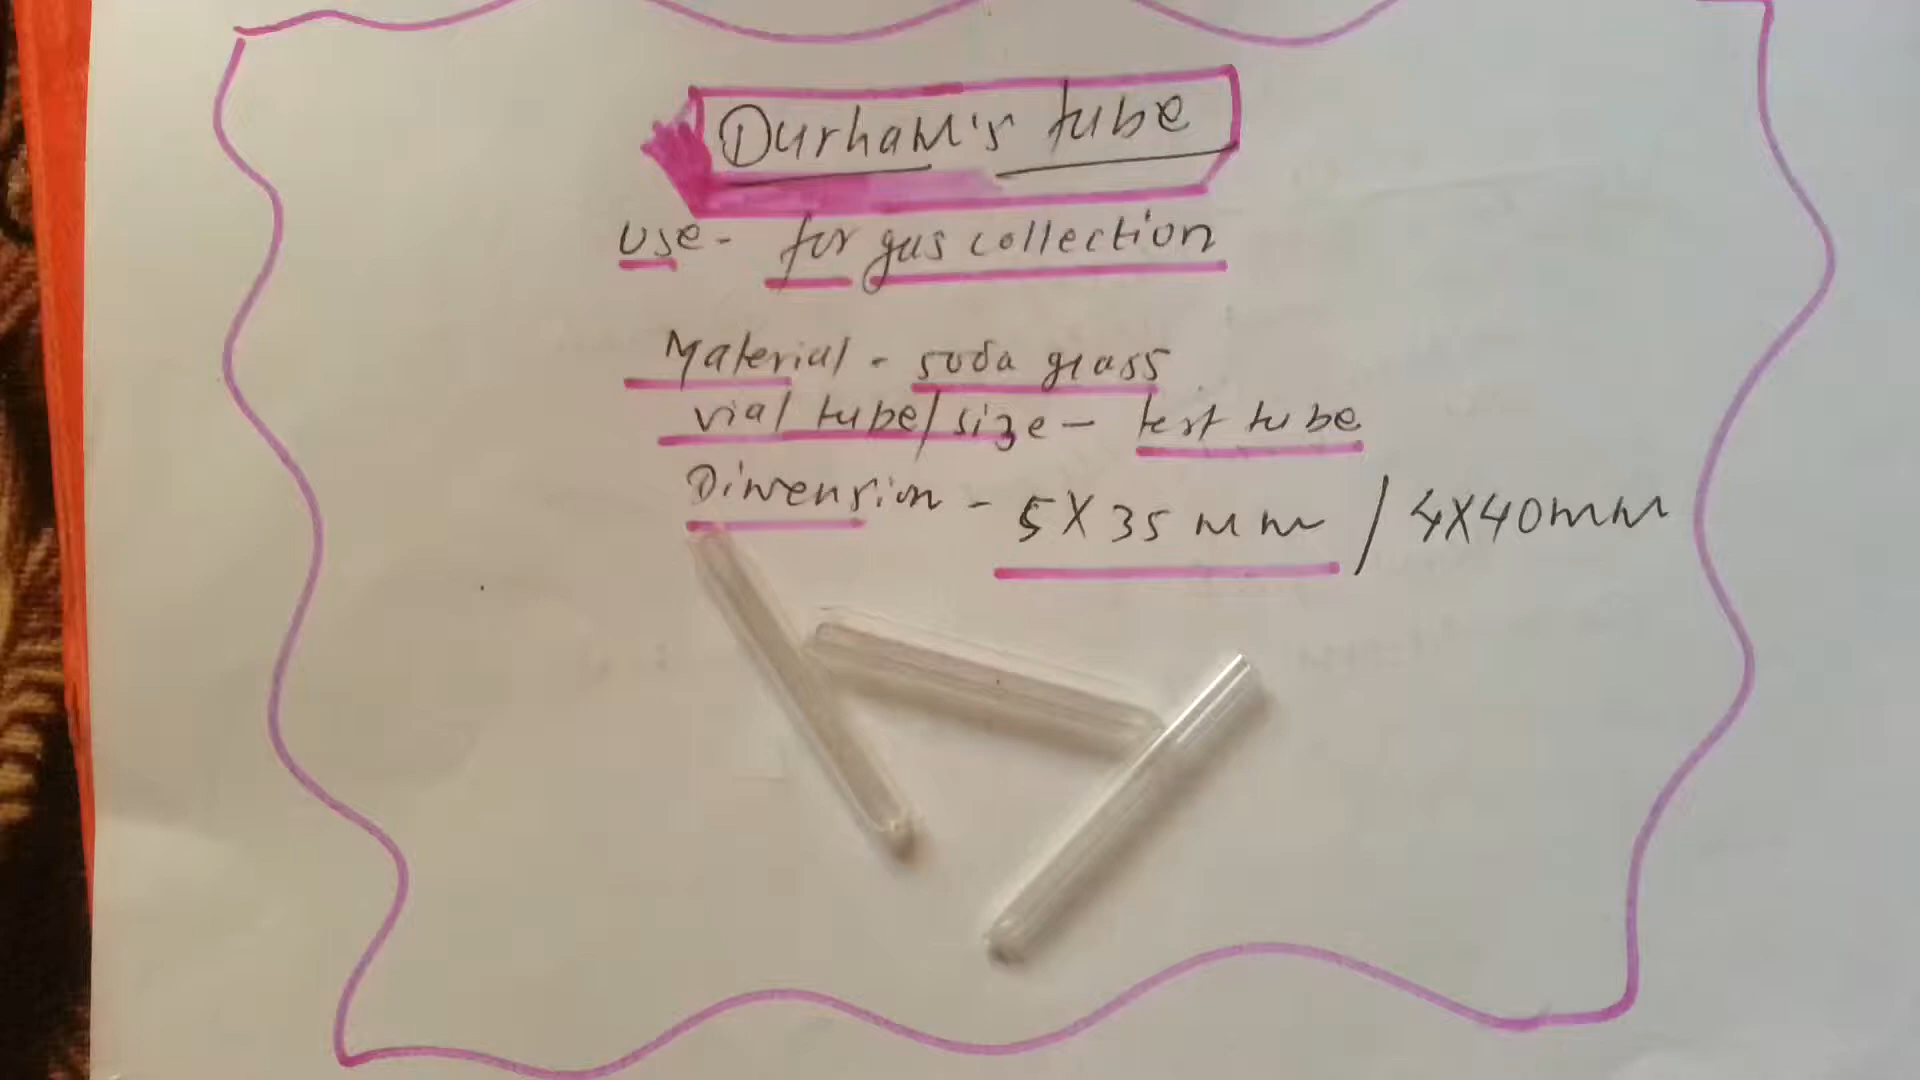 Durham's tube
use - for gas collection
Material - soda glass
vial tube/size - test tube
Dimension - 5X35 mm / 4X40mm